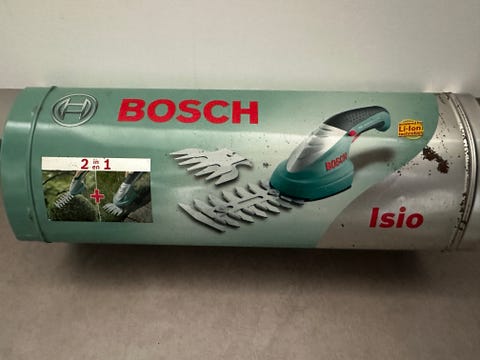 BOSCH
2 in en 1
BOSCH
Li-Ion
Isio